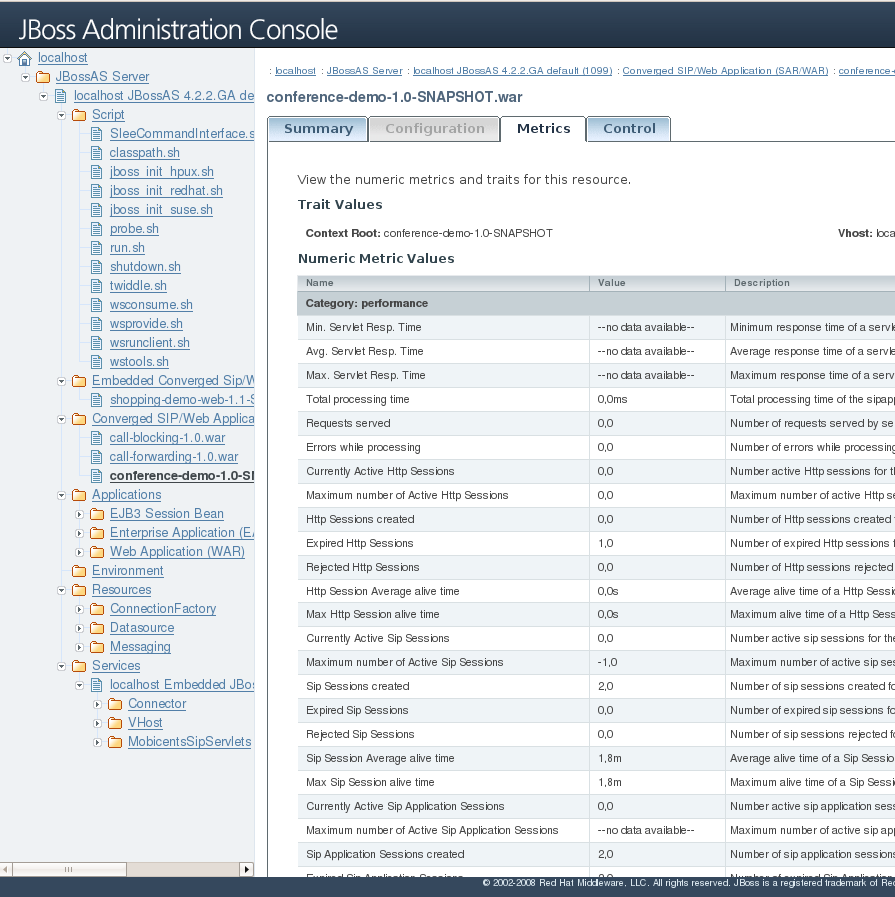 JBoss Administration Console
localhost
JBossAS Server
localhost JBossAS 4.2.2.GA de
Script
SleeCommandInterface.s
classpath.sh
jboss_init_hpux.sh
jboss_init_redhat.sh
jboss_init_suse.sh
probe.sh
run.sh
shutdown.sh
twiddle.sh
wsconsume.sh
wsprovide.sh
wsrunclient.sh
wstools.sh
Embedded Converged Sip/W
shopping-demo-web-1.1-S
Converged SIP/Web Applica
call-blocking-1.0.war
call-forwarding-1.0.war
conference-demo-1.0-SN
Applications
EJB3 Session Bean
Enterprise Application (EA
Web Application (WAR)
Environment
Resources
ConnectionFactory
Datasource
Messaging
Services
localhost Embedded JBos
Connector
VHost
MobicentsSipServlets
: localhost : JBossAS Server : localhost JBossAS 4.2.2.GA default (1099) : Converged SIP/Web Application (SAR/WAR) : conference-
conference-demo-1.0-SNAPSHOT.war
Summary Configuration Metrics Control
View the numeric metrics and traits for this resource.
Trait Values
Context Root: conference-demo-1.0-SNAPSHOT Vhost: loca
Numeric Metric Values
Name Value Description
Category: performance
Min. Servlet Resp. Time --no data available-- Minimum response time of a servle
Avg. Servlet Resp. Time --no data available-- Average response time of a servle
Max. Servlet Resp. Time --no data available-- Maximum response time of a serv
Total processing time 0,0ms Total processing time of the sipapp
Requests served 0,0 Number of requests served by se
Errors while processing 0,0 Number of errors while processing
Currently Active Http Sessions 0,0 Number active Http sessions for th
Maximum number of Active Http Sessions 0,0 Maximum number of active Http se
Http Sessions created 0,0 Number of Http sessions created
Expired Http Sessions 1,0 Number of expired Http sessions f
Rejected Http Sessions 0,0 Number of Http sessions rejected
Http Session Average alive time 0,0s Average alive time of a Http Sessi
Max Http Session alive time 0,0s Maximum alive time of a Http Sess
Currently Active Sip Sessions 0,0 Number active sip sessions for the
Maximum number of Active Sip Sessions -1,0 Maximum number of active sip ses
Sip Sessions created 2,0 Number of sip sessions created fo
Expired Sip Sessions 0,0 Number of expired sip sessions fo
Rejected Sip Sessions 0,0 Number of sip sessions rejected fo
Sip Session Average alive time 1,8m Average alive time of a Sip Sessio
Max Sip Session alive time 1,8m Maximum alive time of a Sip Sessi
Currently Active Sip Application Sessions 0,0 Number active sip application sess
Maximum number of Active Sip Application Sessions --no data available-- Maximum number of active sip app
Sip Application Sessions created 2,0 Number of sip application sessions
Expired Sip Application Sessions 0,0 Number of expired sip application
© 2002-2008 Red Hat Middleware, LLC. All rights reserved. JBoss is a registered trademark of Rec